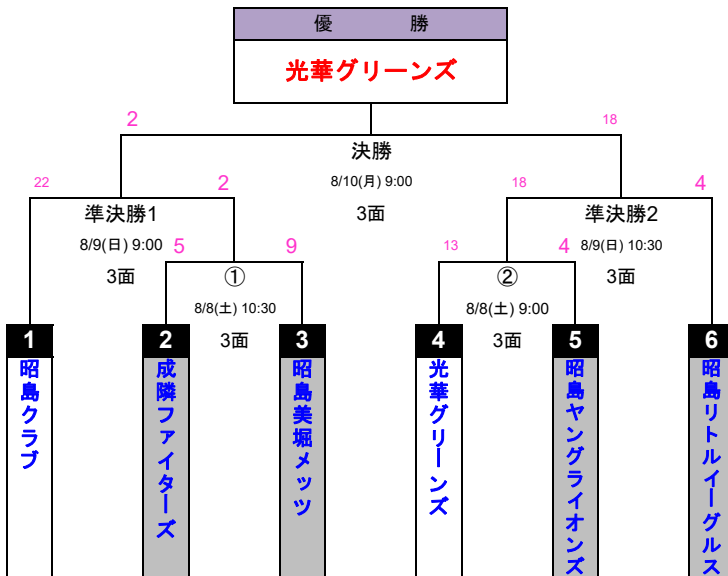 優　　　勝
光華グリーンズ
2
18
決勝
8/10(月) 9:00
3面
22
2
準決勝1
8/9(日) 9:00
3面
18
4
準決勝2
8/9(日) 10:30
3面
5
9
①
8/8(土) 10:30
3面
13
4
②
8/8(土) 9:00
3面
1
昭島クラブ
2
成隣ファイターズ
3
昭島美堀メッツ
4
光華グリーンズ
5
昭島ヤングライオンズ
6
昭島リトルイーグルス